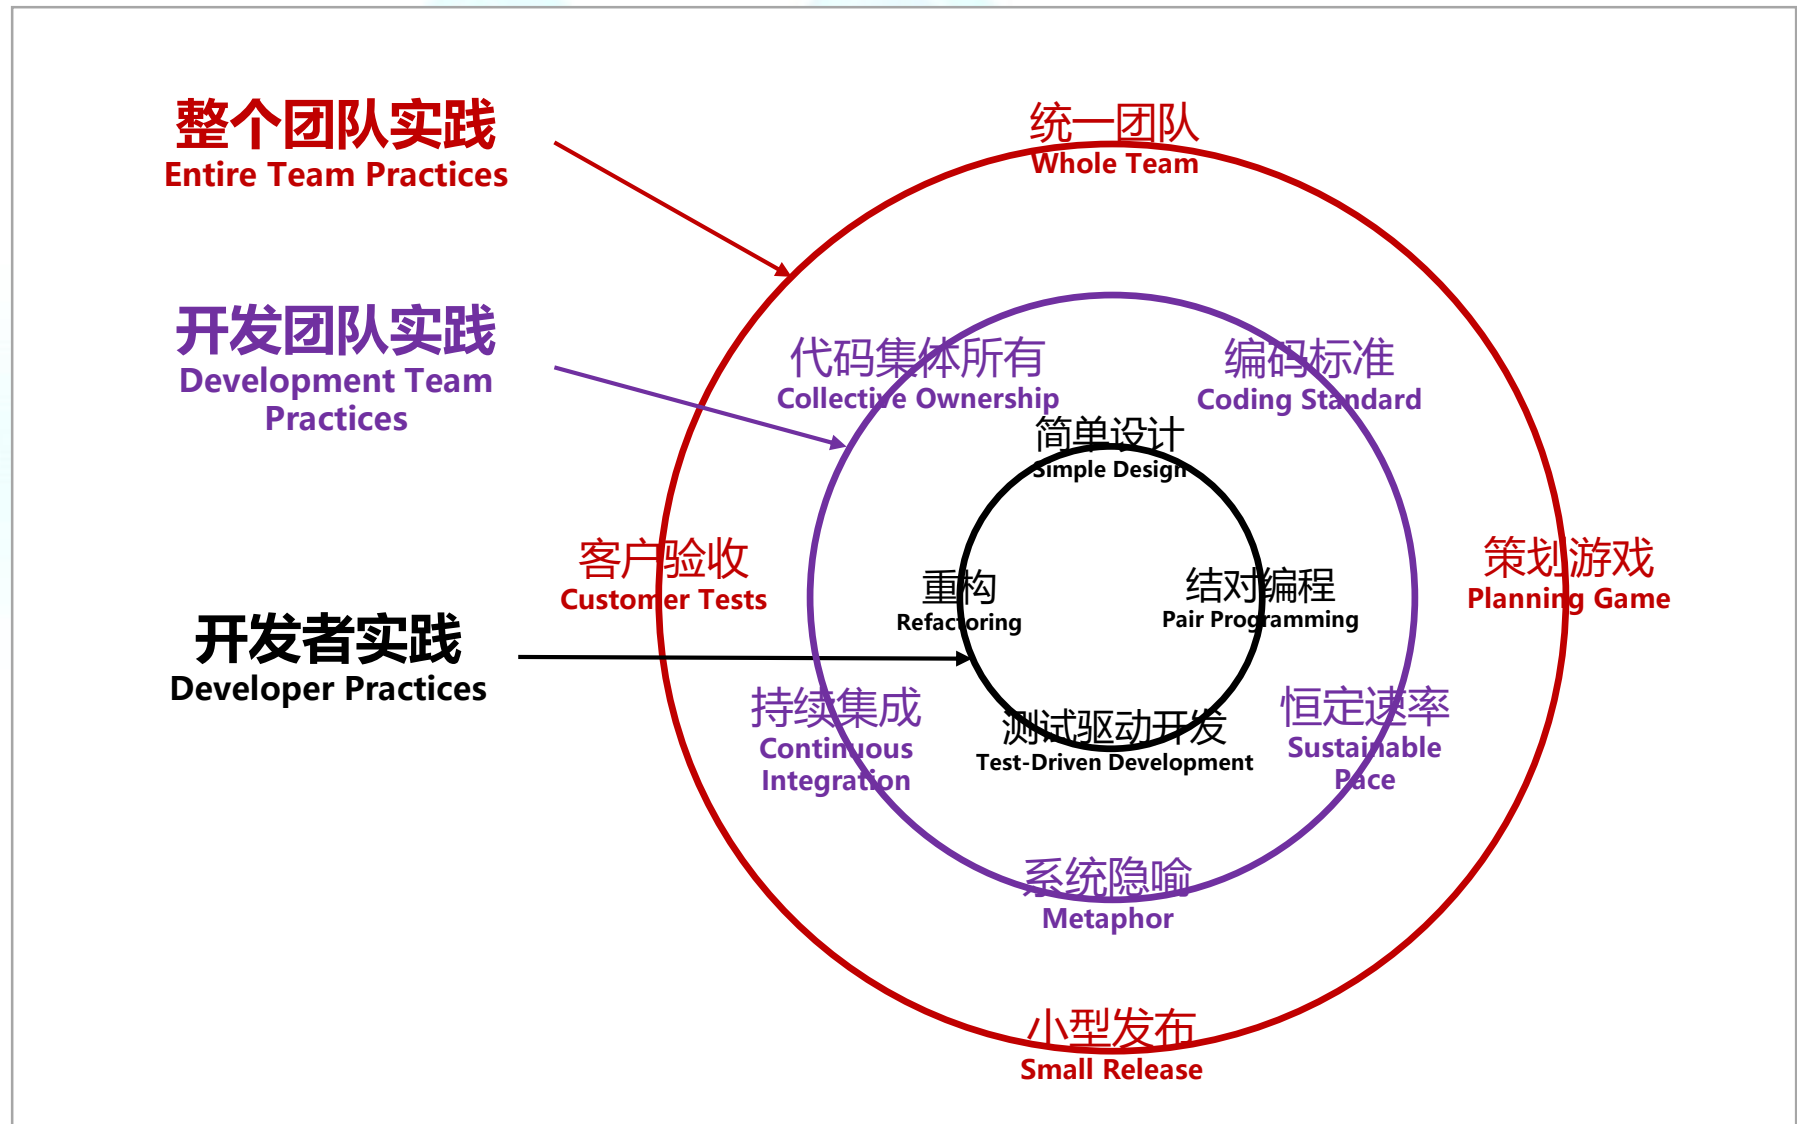 整个团队实践
Entire Team Practices
开发团队实践
Development Team
Practices
开发者实践
Developer Practices
统一团队
Whole Team
代码集体所有
Collective Ownership
编码标准
Coding Standard
简单设计
Simple Design
客户验收
Customer Tests
重构
Refactoring
结对编程
Pair Programming
策划游戏
Planning Game
持续集成
Continuous
Integration
测试驱动开发
Test-Driven Development
恒定速率
Sustainable
Pace
系统隐喻
Metaphor
小型发布
Small Release